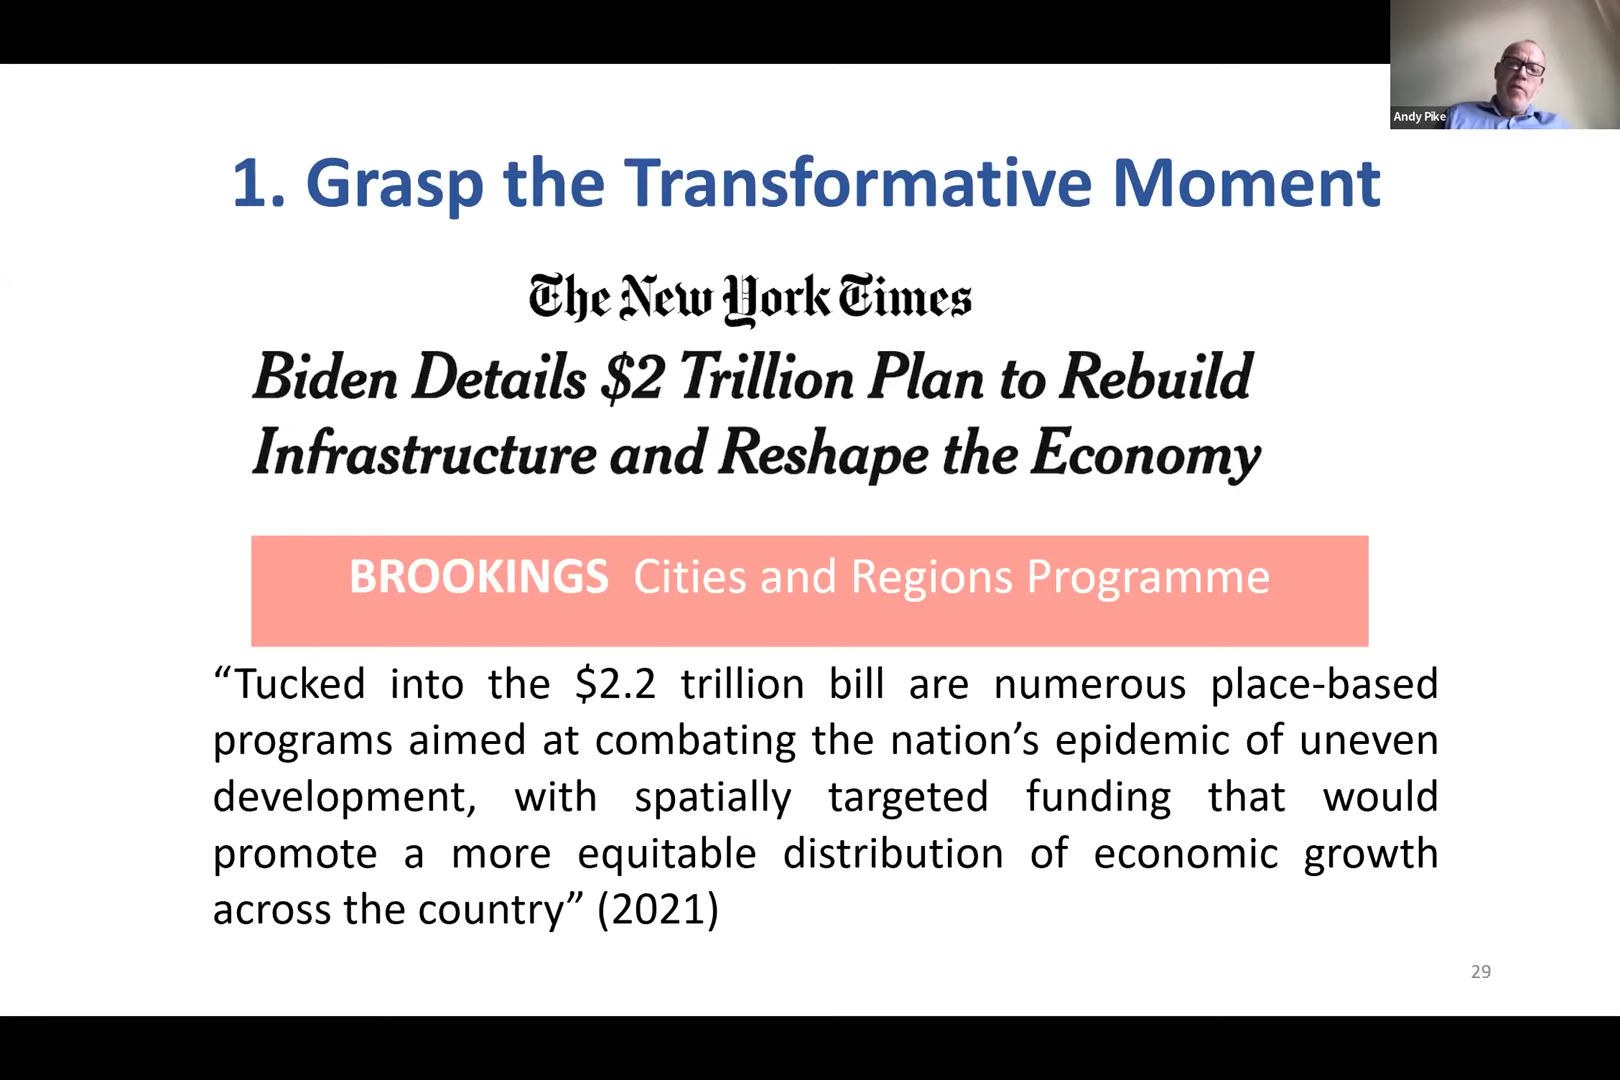 Andy Pike
1. Grasp the Transformative Moment
The New York Times
Biden Details $2 Trillion Plan to Rebuild
Infrastructure and Reshape the Economy
BROOKINGS Cities and Regions Programme
“Tucked into the $2.2 trillion bill are numerous place-based
programs aimed at combating the nation’s epidemic of uneven
development, with spatially targeted funding that would
promote a more equitable distribution of economic growth
across the country” (2021)
29